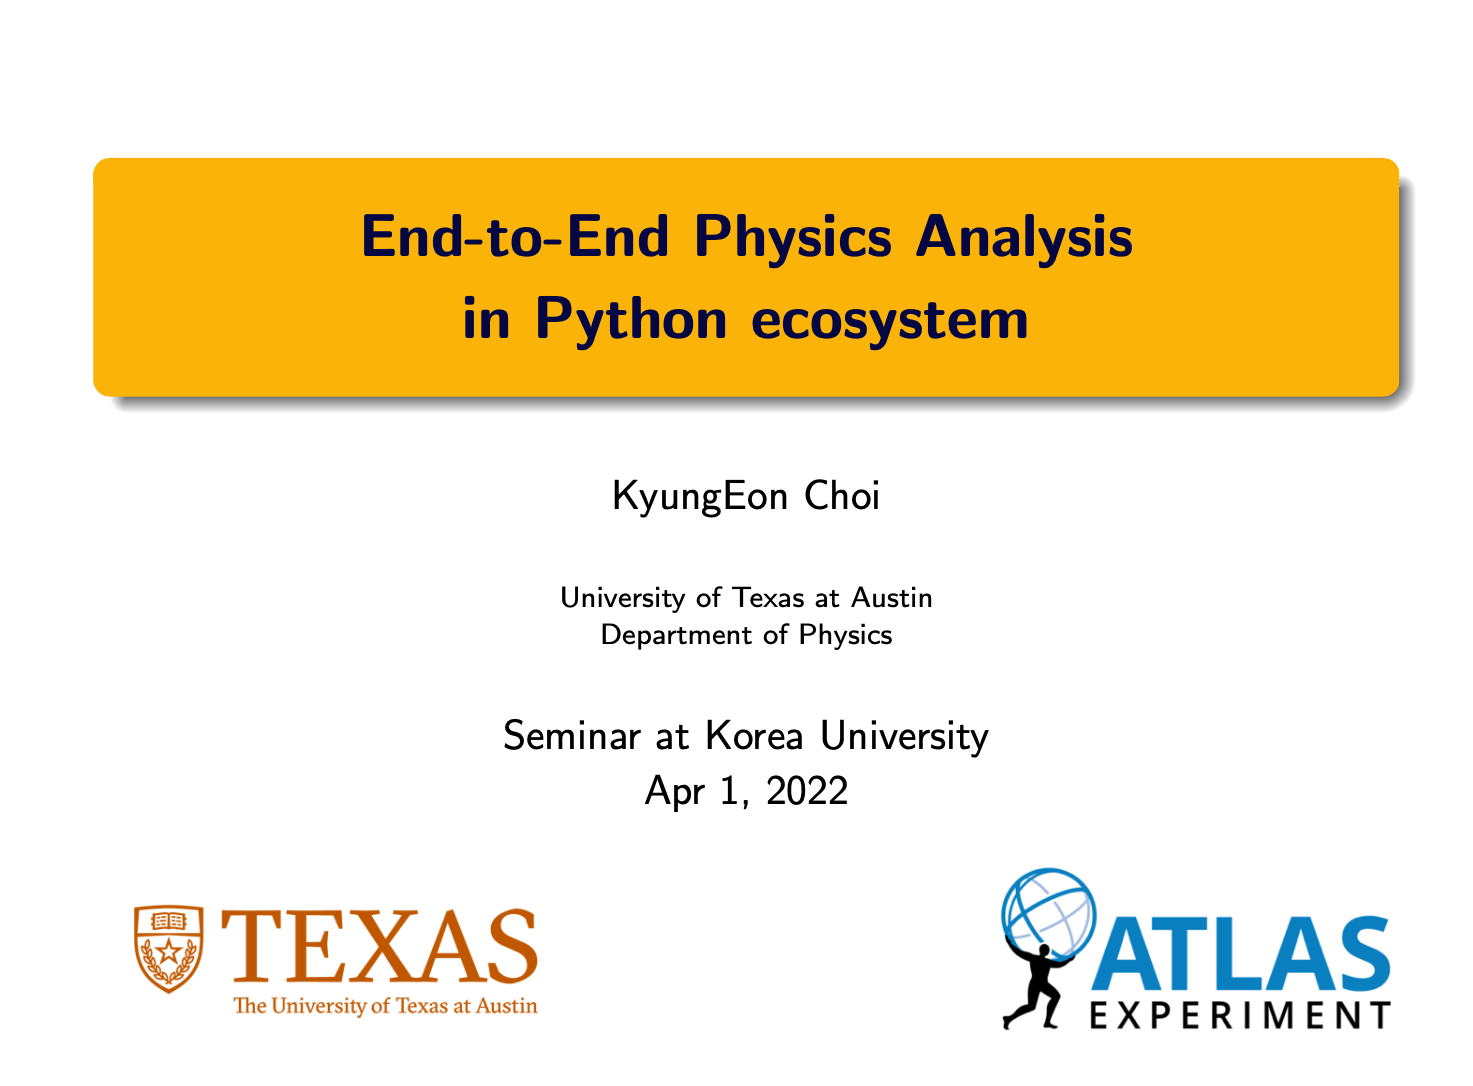 End-to-End Physics Analysis
in Python ecosystem
KyungEon Choi
University of Texas at Austin
Department of Physics
Seminar at Korea University
Apr 1, 2022
TEXAS
The University of Texas at Austin
ATLAS
EXPERIMENT